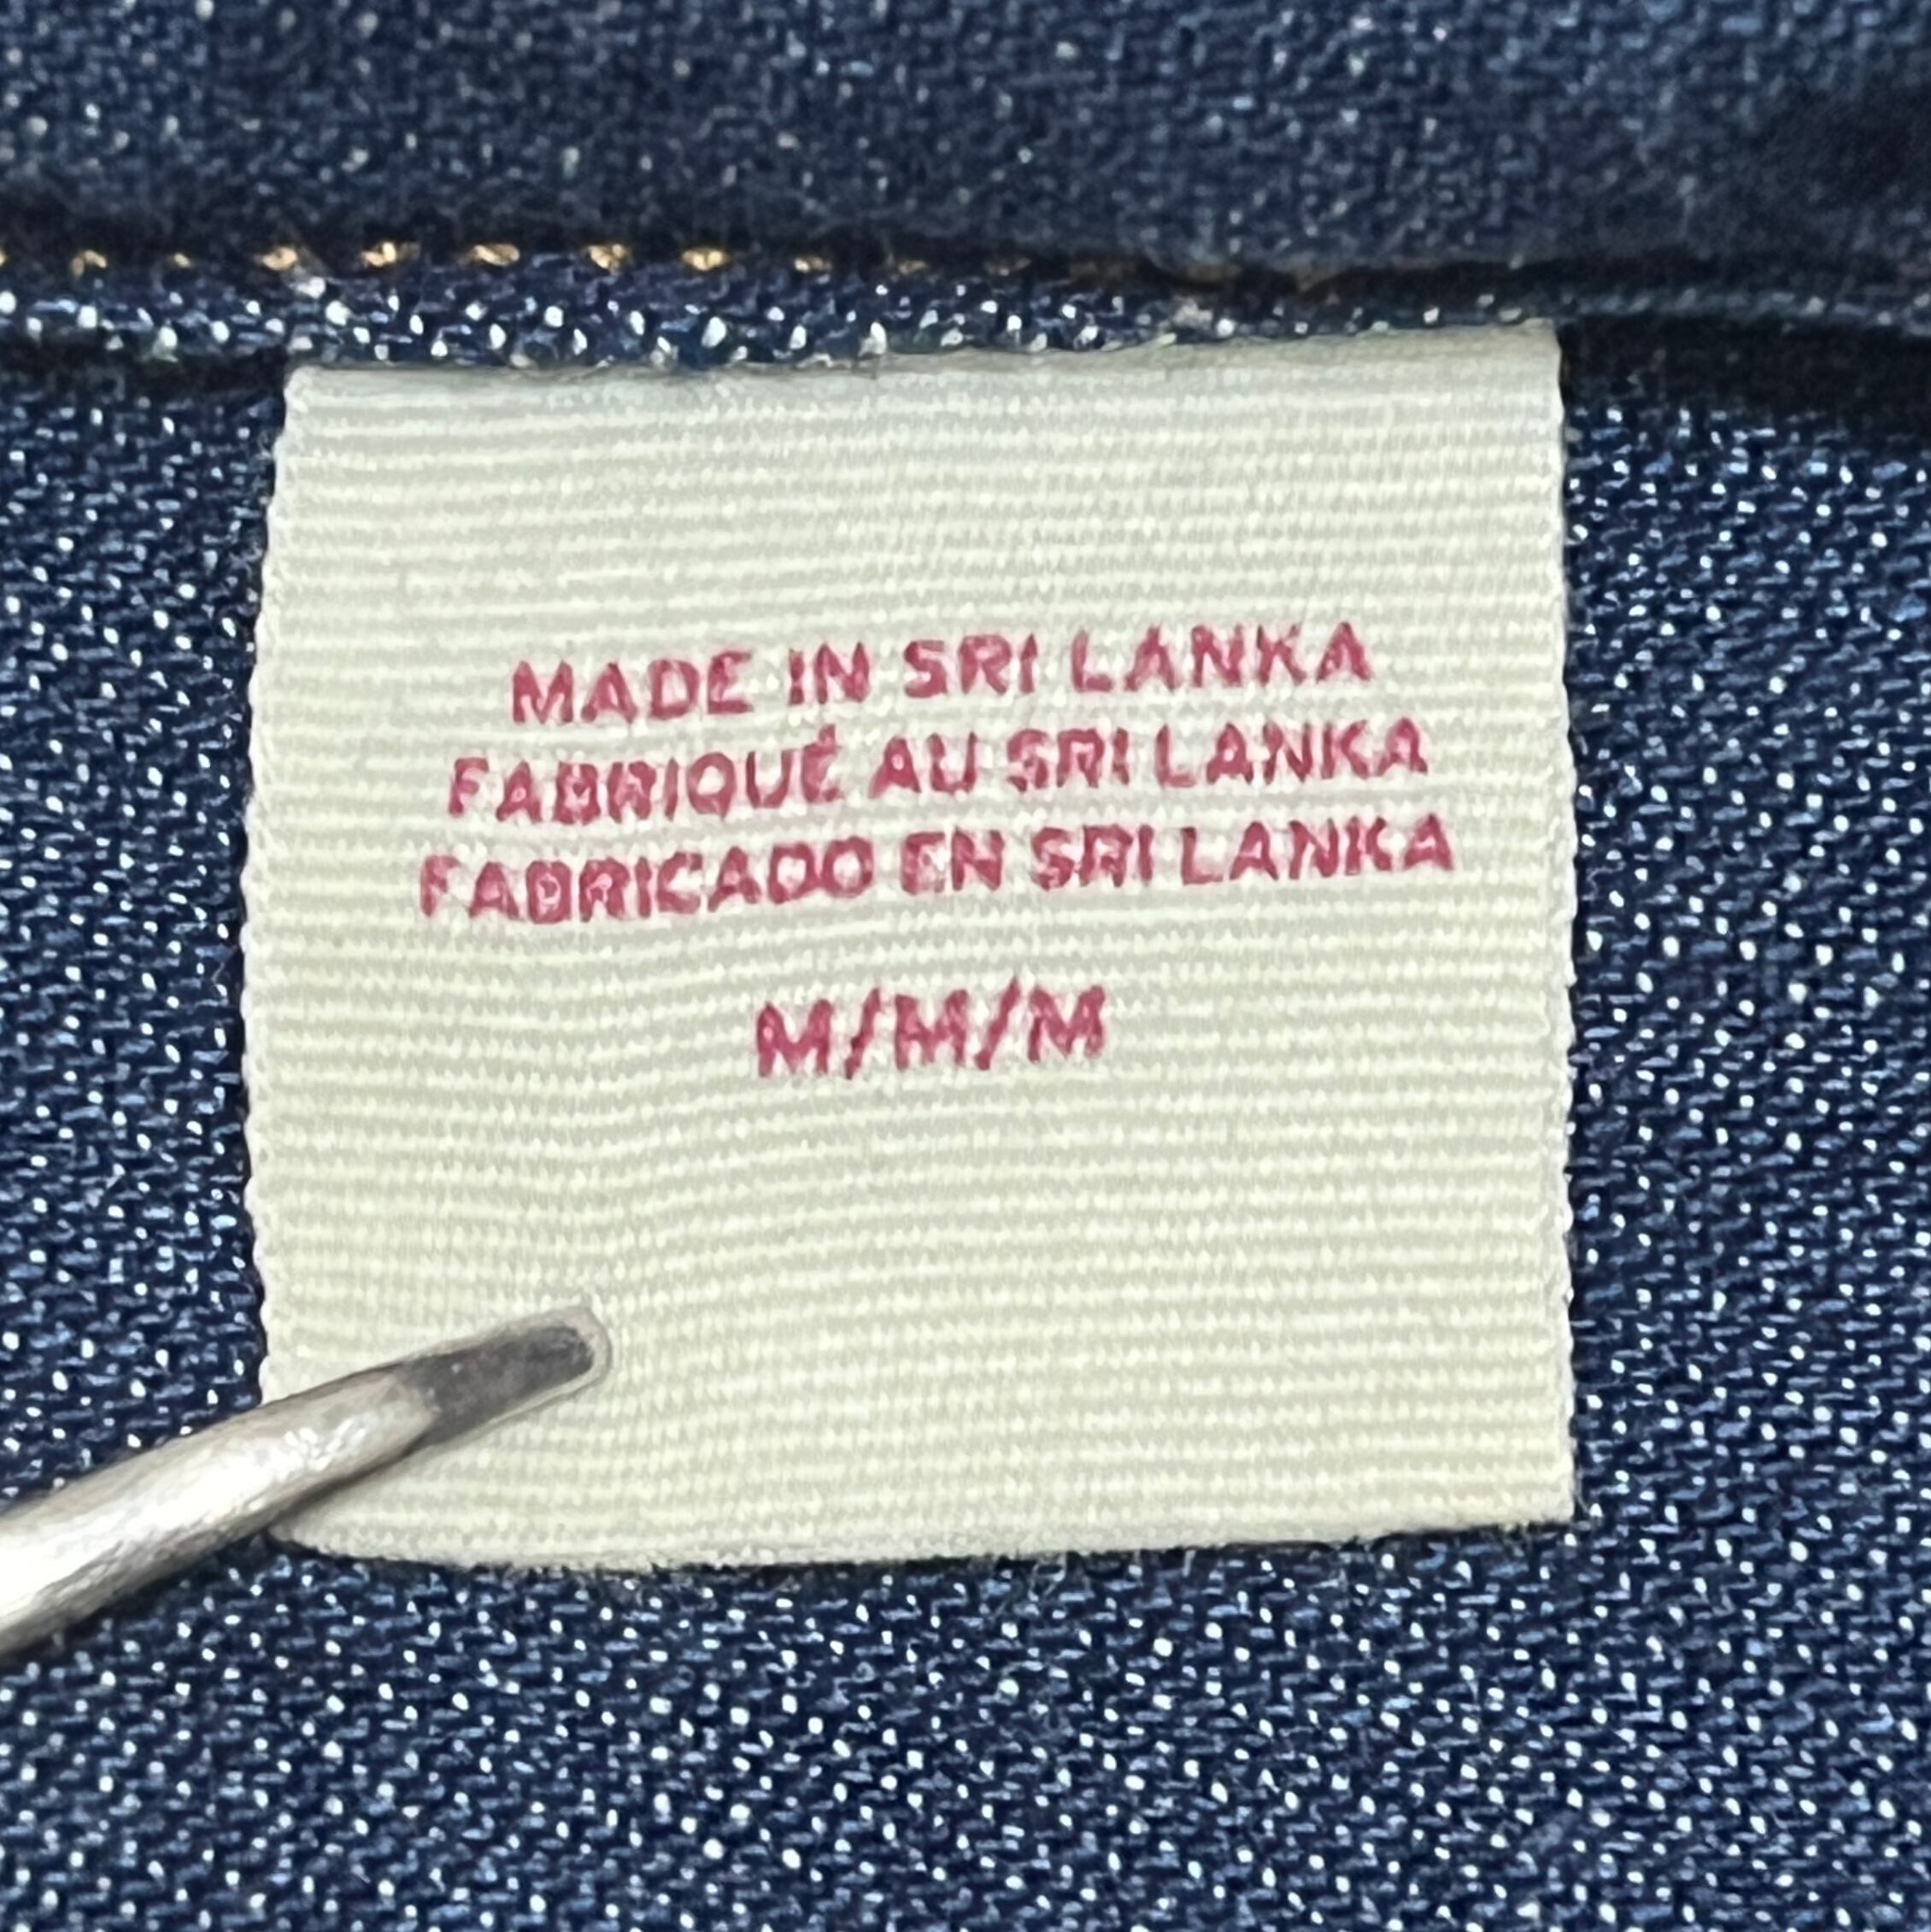 MADE IN SRI LANKA
FABRIQUÉ AU SRI LANKA
FABRICADO EN SRI LANKA
M/M/M